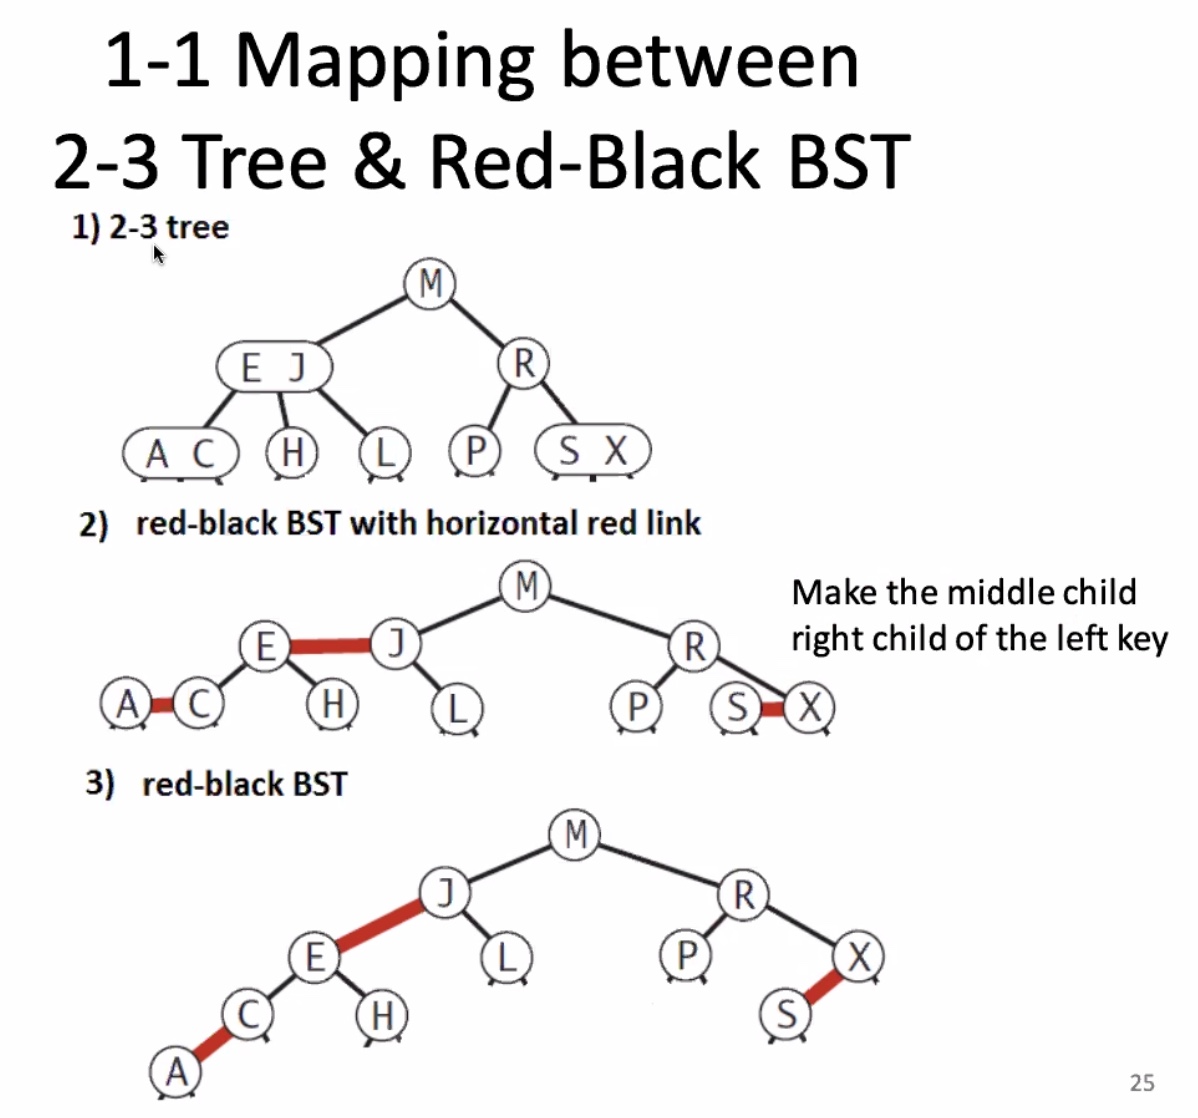 1-1 Mapping between
2-3 Tree & Red-Black BST
1) 2-3 tree
M
E J
R
A C
H
L
P
S X
2) red-black BST with horizontal red link
M
Make the middle child
right child of the left key
E
J
R
A
C
H
L
P
S
X
3) red-black BST
M
J
R
E
L
P
X
C
H
S
A
25